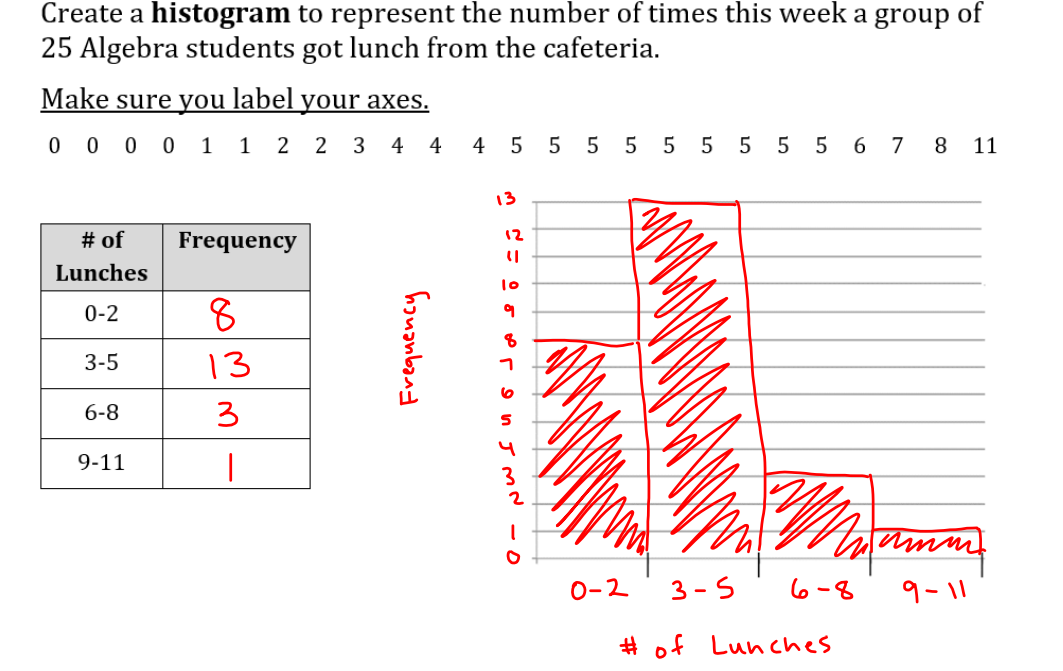 Create a histogram to represent the number of times this week a group of
25 Algebra students got lunch from the cafeteria.
Make sure you label your axes.
0 0 0 0 1 1 2 2 3 4 4 4 5 5 5 5 5 5 5 5 5 6 7 8 11
# of Lunches Frequency
0-2 8
3-5 13
6-8 3
9-11 1
Frequency
13
12
11
10
9
8
7
6
5
4
3
2
1
0
0-2 3-5 6-8 9-11
# of Lunches